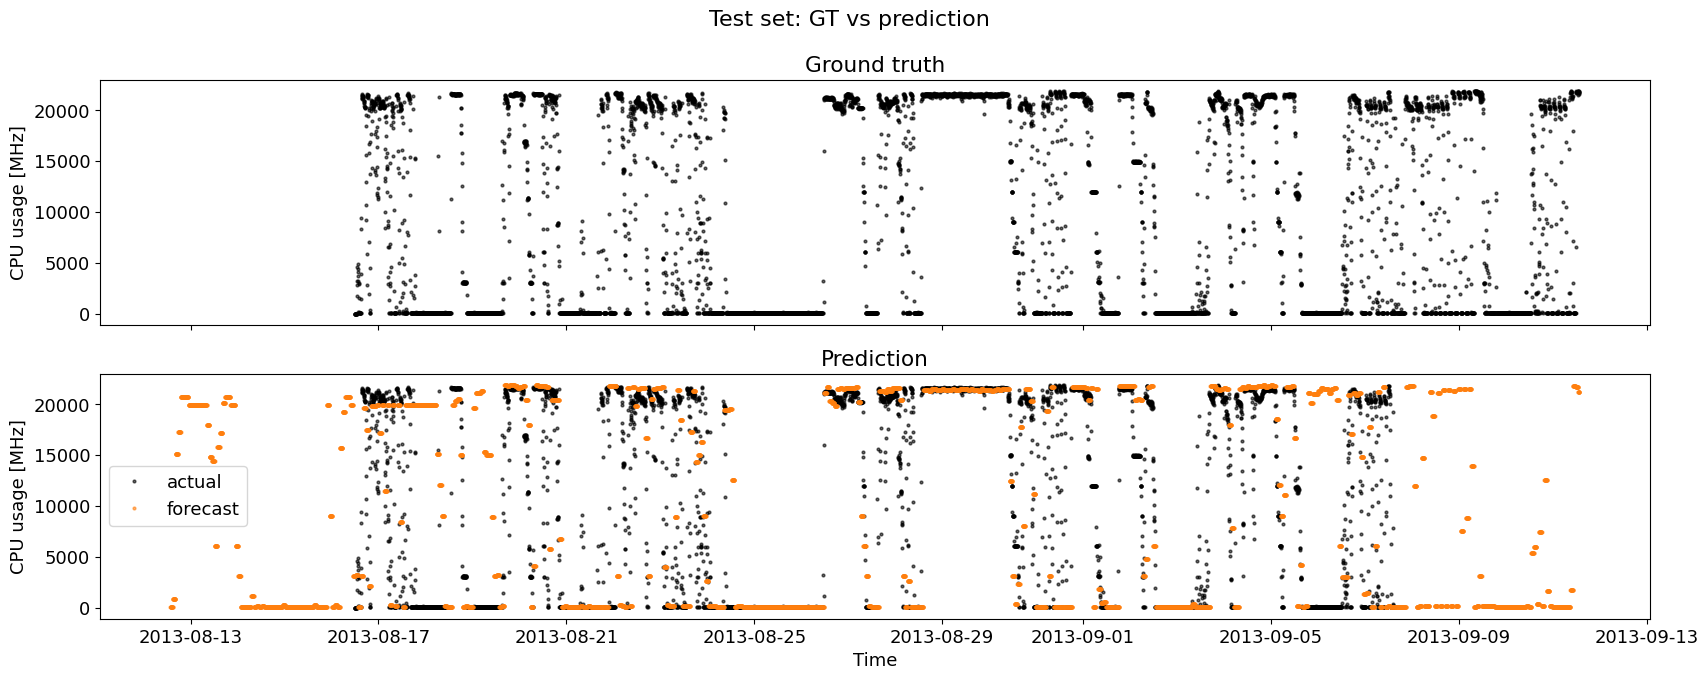 Test set: GT vs prediction
Ground truth
CPU usage [MHz]
20000
15000
10000
5000
0
Prediction
CPU usage [MHz]
20000
15000
10000
5000
0
actual
forecast
2013-08-13 2013-08-17 2013-08-21 2013-08-25 2013-08-29 2013-09-01 2013-09-05 2013-09-09 2013-09-13
Time